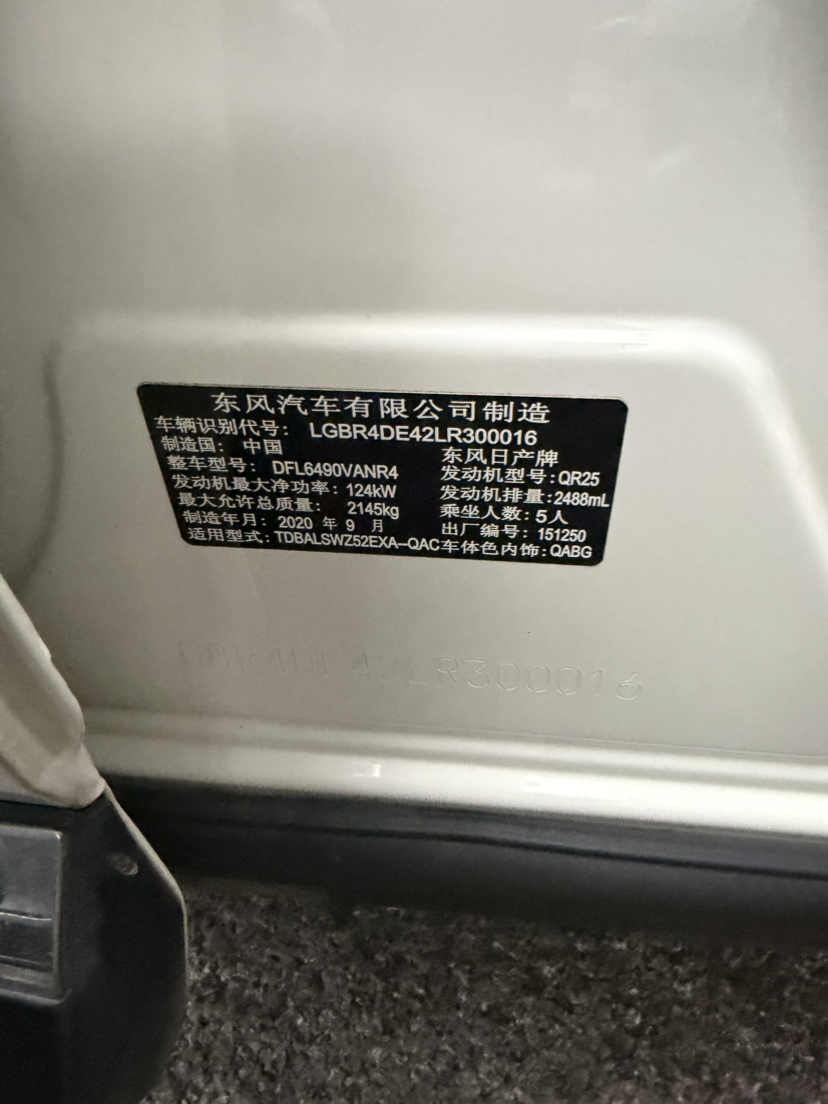 东风汽车有限公司制造
车辆识别代号: LGBR4DE42LR300016
制造国: 中国 东风日产牌
整车型号: DFL6490VANR4 发动机型号:QR25
发动机最大净功率: 124kW 发动机排量:2488mL
最大允许总质量: 2145kg 乘坐人数:5人
制造年月: 2020 年 9 月 出厂编号: 151250
适用型式:TDBALSWZ52EXA--QAC 车体色内饰:QABG
LR300016